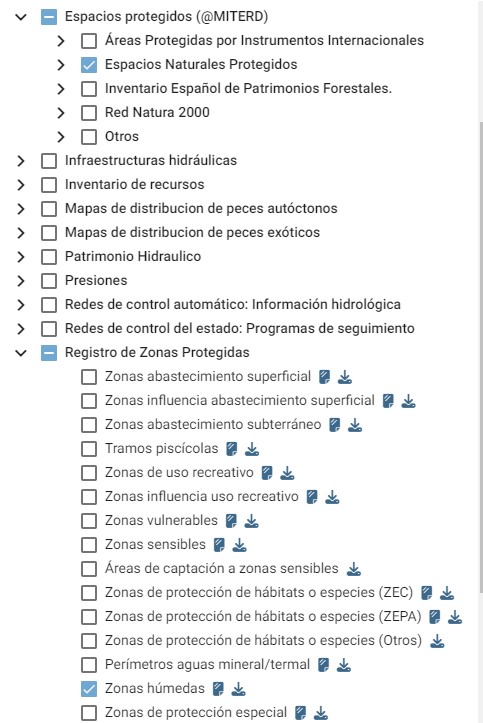 Espacios protegidos (@MITERD)
Áreas Protegidas por Instrumentos Internacionales
Espacios Naturales Protegidos
Inventario Español de Patrimonios Forestales.
Red Natura 2000
Otros
Infraestructuras hidráulicas
Inventario de recursos
Mapas de distribucion de peces autóctonos
Mapas de distribucion de peces exóticos
Patrimonio Hidraulico
Presiones
Redes de control automático: Información hidrológica
Redes de control del estado: Programas de seguimiento
Registro de Zonas Protegidas
Zonas abastecimiento superficial
Zonas influencia abastecimiento superficial
Zonas abastecimiento subterráneo
Tramos piscícolas
Zonas de uso recreativo
Zonas influencia uso recreativo
Zonas vulnerables
Zonas sensibles
Áreas de captación a zonas sensibles
Zonas de protección de hábitats o especies (ZEC)
Zonas de protección de hábitats o especies (ZEPA)
Zonas de protección de hábitats o especies (Otros)
Perímetros aguas mineral/termal
Zonas húmedas
Zonas de protección especial